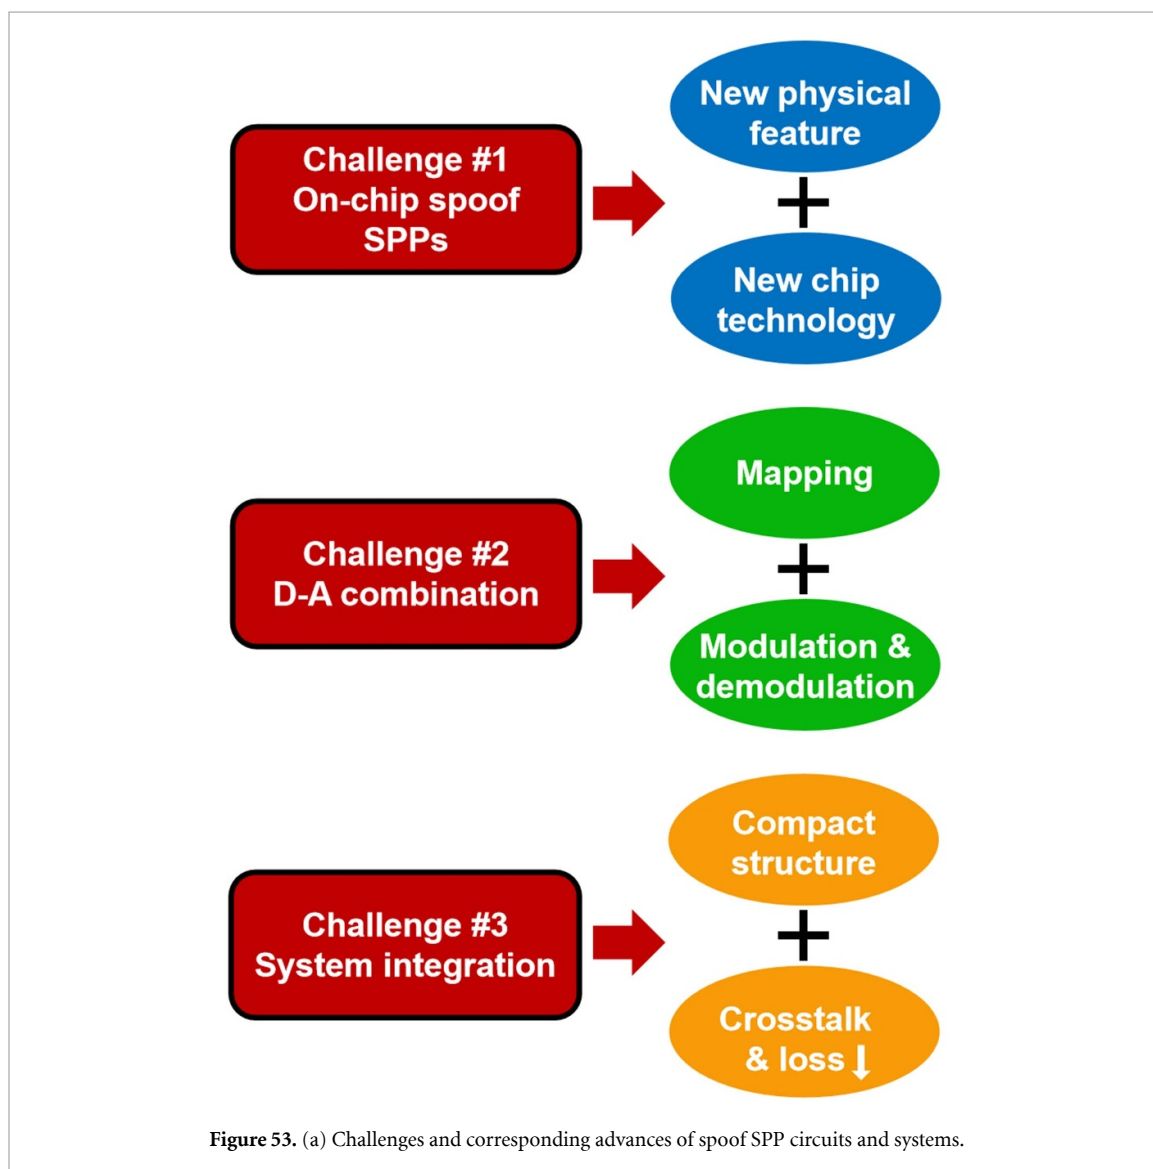 New physical
feature
Challenge #1
On-chip spoof
SPPs
+
New chip
technology
Mapping
Challenge #2
D-A combination
+
Modulation &
demodulation
Compact
structure
Challenge #3
System integration
+
Crosstalk
& loss ↓
Figure 53. (a) Challenges and corresponding advances of spoof SPP circuits and systems.